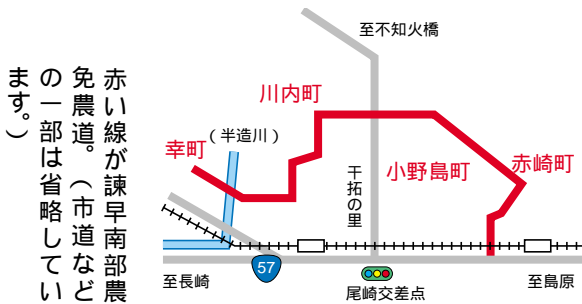 赤い線が諫早南部農
免農道。（市道など
の一部は省略してい
ます。）
至不知火橋
川内町
（半造川）
幸町
小野島町
赤崎町
干拓の里
57
至長崎
尾崎交差点
至島原